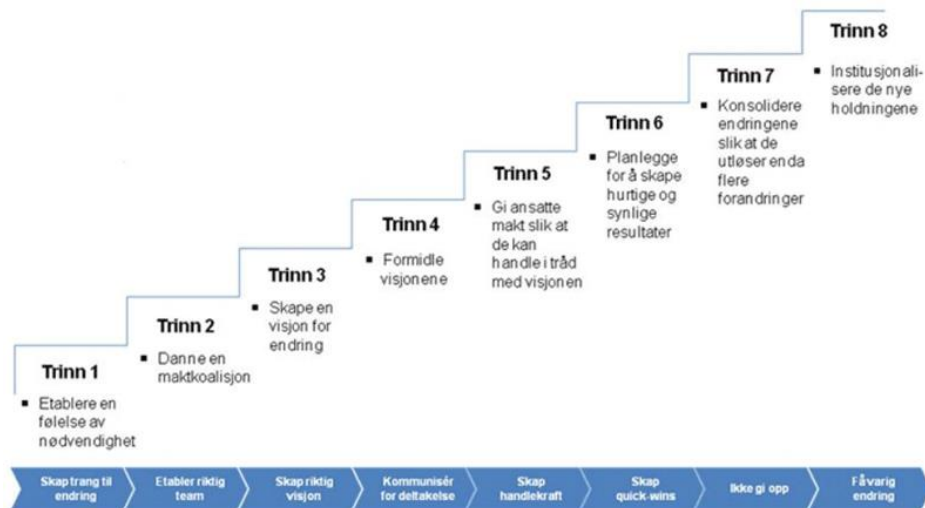 Trinn 1
Etablere en
følelse av
nødvendighet
Trinn 2
Danne en
maktkoalisjon
Trinn 3
Skape en
visjon for
endring
Trinn 4
Formidle
visjonene
Trinn 5
Gi ansatte
makt slik at
de kan
handle i tråd
med visjonen
Trinn 6
Planlegge
for å skape
hurtige og
synlige
resultater
Trinn 7
Konsolidere
endringene
slik at de
utløser enda
flere
forandringer
Trinn 8
Institusjonali-
sere de nye
holdningene
Skap trang til
endring
Etabler riktig
team
Skap riktig
visjon
Kommunisér
for deltakelse
Skap
handlekraft
Skap
quick-wins
Ikke gi opp
Få varig
endring